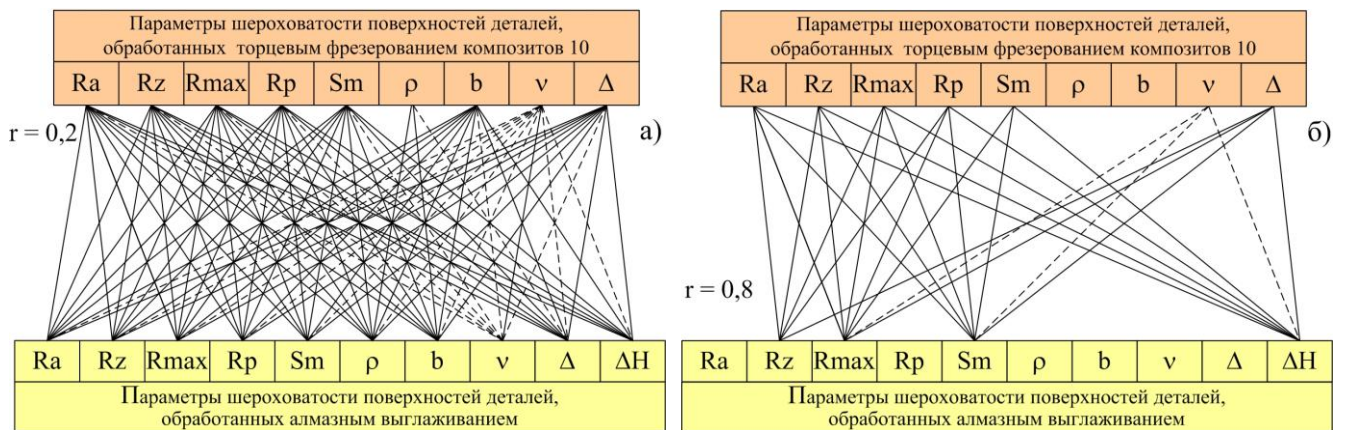 Параметры шероховатости поверхностей деталей,
обработанных торцевым фрезерованием композитов 10
Ra Rz Rmax Rp Sm ρ b ν Δ
r = 0,2
а)
Ra Rz Rmax Rp Sm ρ b ν Δ ΔH
Параметры шероховатости поверхностей деталей,
обработанных алмазным выглаживанием
Параметры шероховатости поверхностей деталей,
обработанных торцевым фрезерованием композитов 10
Ra Rz Rmax Rp Sm ρ b ν Δ
б)
r = 0,8
Ra Rz Rmax Rp Sm ρ b ν Δ ΔH
Параметры шероховатости поверхностей деталей,
обработанных алмазным выглаживанием